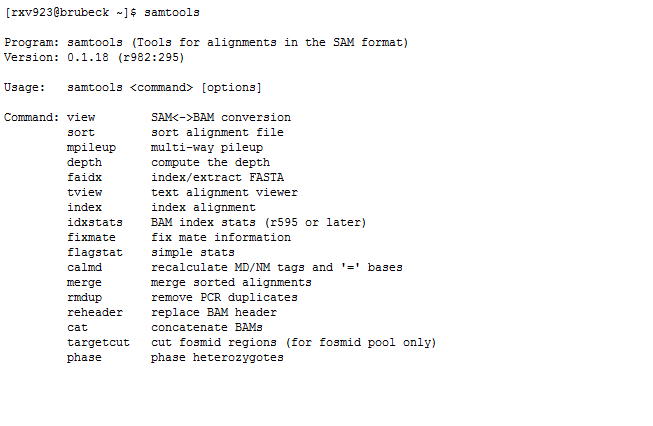 [rxv923@brubeck ~]$ samtools
Program: samtools (Tools for alignments in the SAM format)
Version: 0.1.18 (r982:295)
Usage:   samtools <command> [options]
Command: view        SAM<->BAM conversion
         sort        sort alignment file
         mpileup     multi-way pileup
         depth       compute the depth
         faidx       index/extract FASTA
         tview       text alignment viewer
         index       index alignment
         idxstats    BAM index stats (r595 or later)
         fixmate     fix mate information
         flagstat    simple stats
         calmd       recalculate MD/NM tags and '=' bases
         merge       merge sorted alignments
         rmdup       remove PCR duplicates
         reheader    replace BAM header
         cat         concatenate BAMs
         targetcut   cut fosmid regions (for fosmid pool only)
         phase       phase heterozygotes